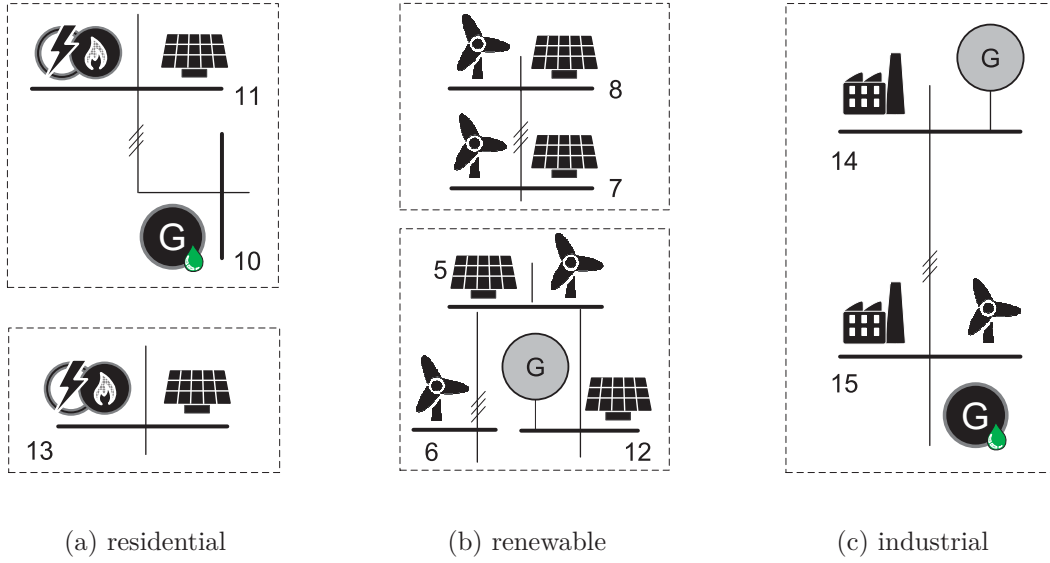 11
G
10
13
8
7
5
G
6
12
G
14
15
G
(a) residential
(b) renewable
(c) industrial